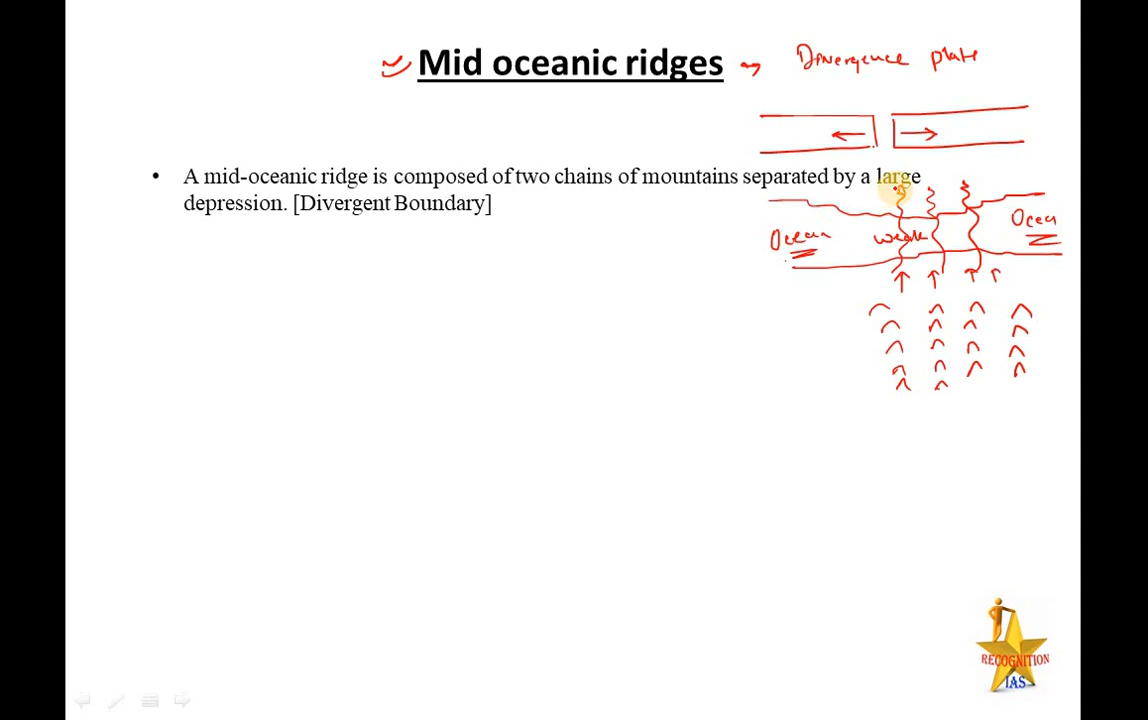 Mid oceanic ridges
Divergence plate
• A mid-oceanic ridge is composed of two chains of mountains separated by a large
depression. [Divergent Boundary]
Ocean
weak
Ocea
RECOGNITION
IAS